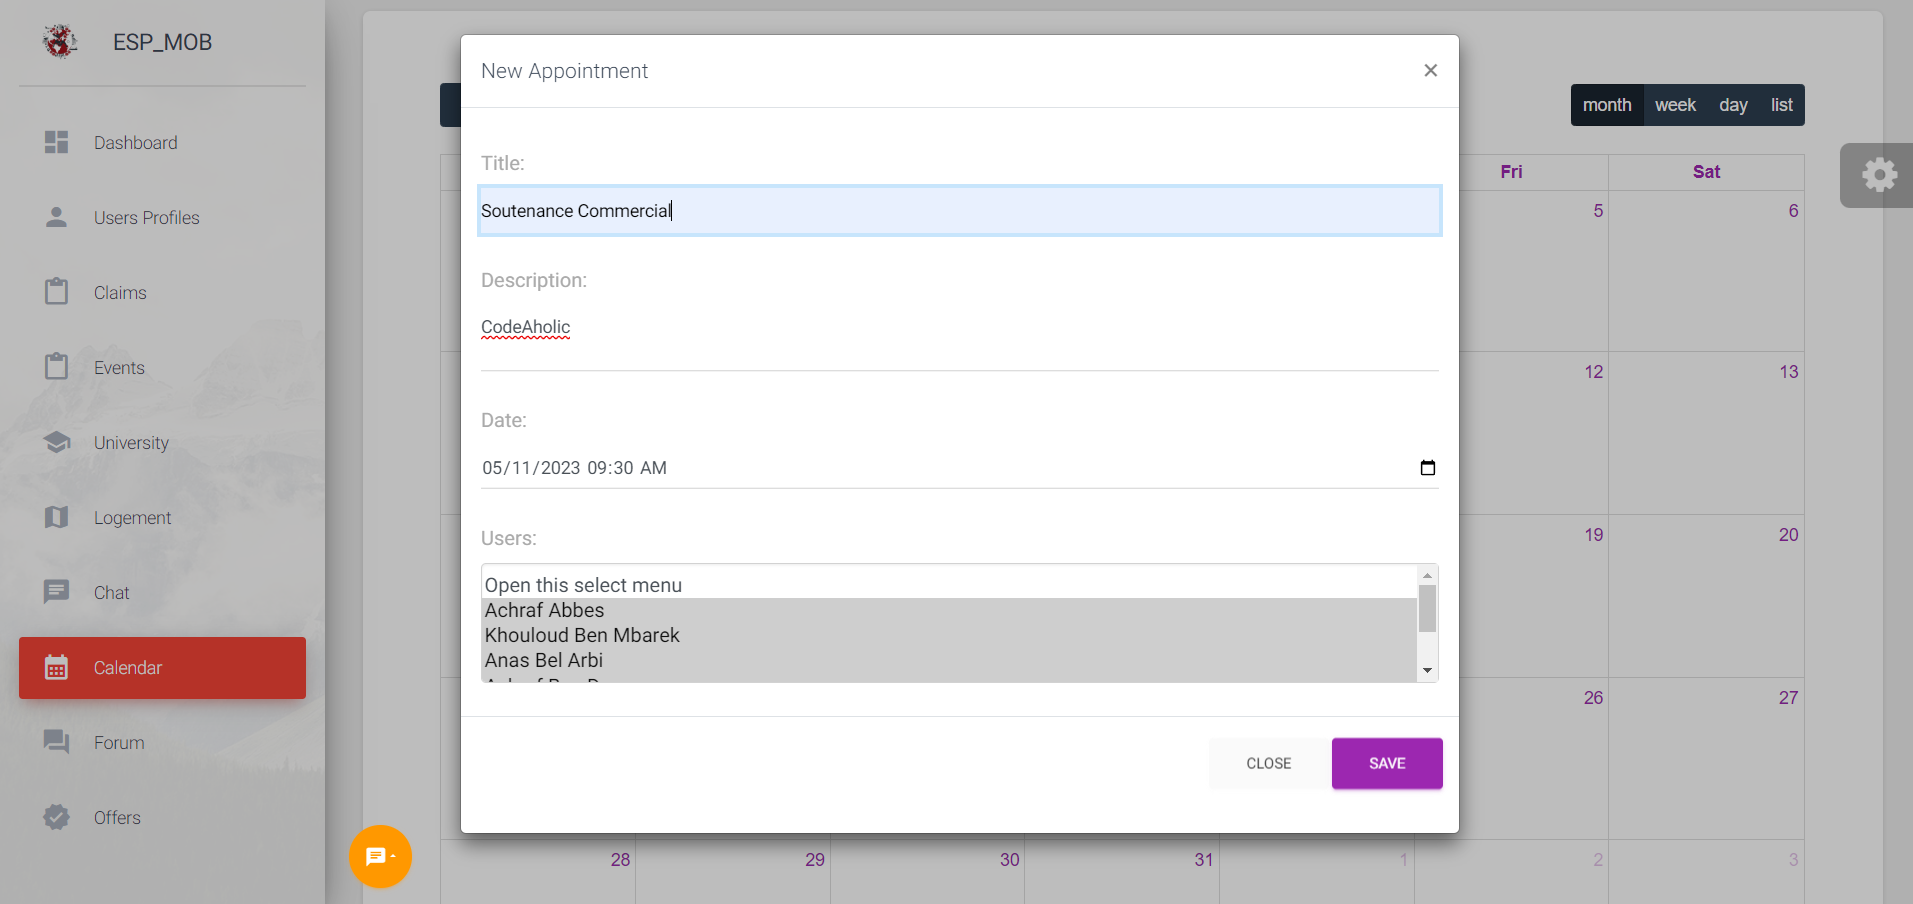 ESP_MOB
Dashboard
Users Profiles
Claims
Events
University
Logement
Chat
Calendar
Forum
Offers
New Appointment
×
Title:
Soutenance Commercial
Description:
CodeAholic
Date:
05/11/2023 09:30 AM
Users:
Open this select menu
Achraf Abbes
Khouloud Ben Mbarek
Anas Bel Arbi
CLOSE SAVE
month week day list
Fri Sat
5 6
12 13
19 20
26 27
28 29 30 31 1 2 3